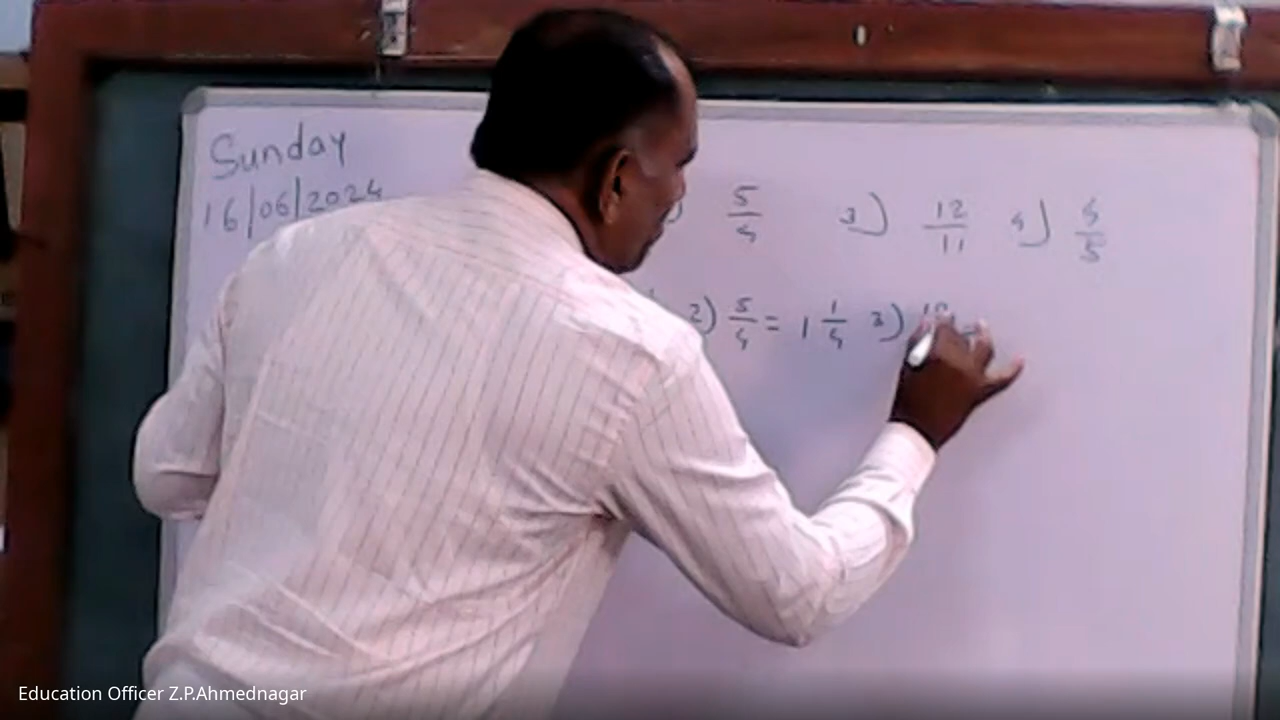 Sunday
16/06/2024
) 5/4 3) 12/11 4) 4/5
2) 5/4 = 1 1/4 3)
Education Officer Z.P.Ahmednagar